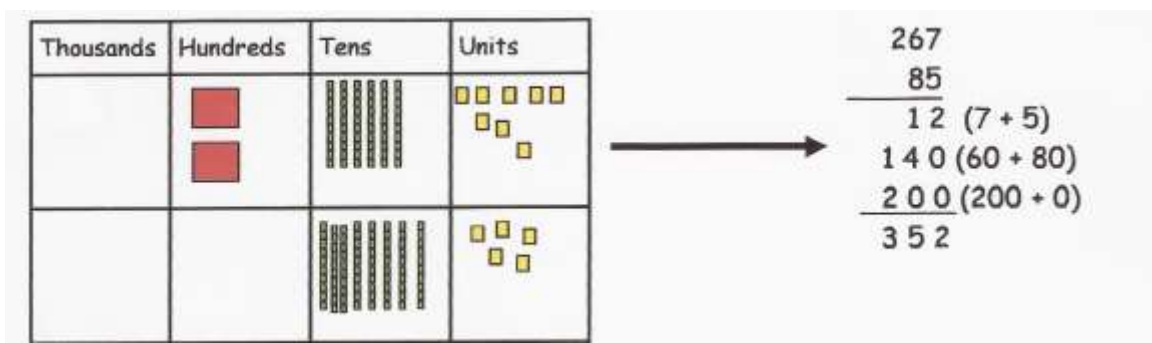 Thousands Hundreds Tens Units
267
85
12 (7 + 5)
140 (60 + 80)
200 (200 + 0)
352